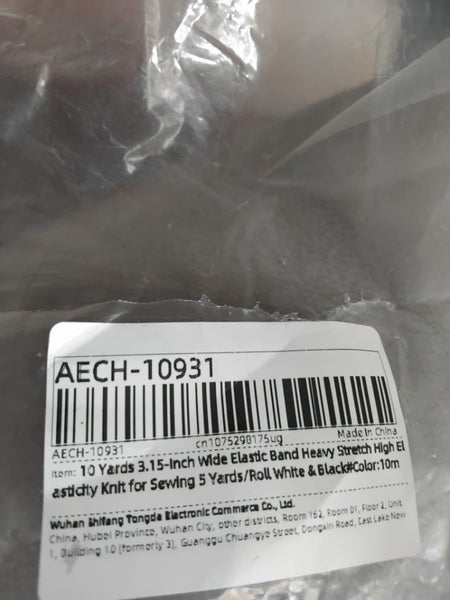 AECH-10931
AECH-10931 cn1075298175ug Made In China
Item: 10 Yards 3.15-Inch Wide Elastic Band Heavy Stretch High El
asticity Knit for Sewing 5 Yards/Roll White & Black#Color:10m
Wuhan Shifang Tongda Electronic Commerce Co., Ltd.
China, Hubei Province, Wuhan City, other districts, Room 162, Room 01, Floor 2, Unit
1, Building 10 (formerly 3), Guanggu Chuangye Street, Dongxin Road, East Lake New